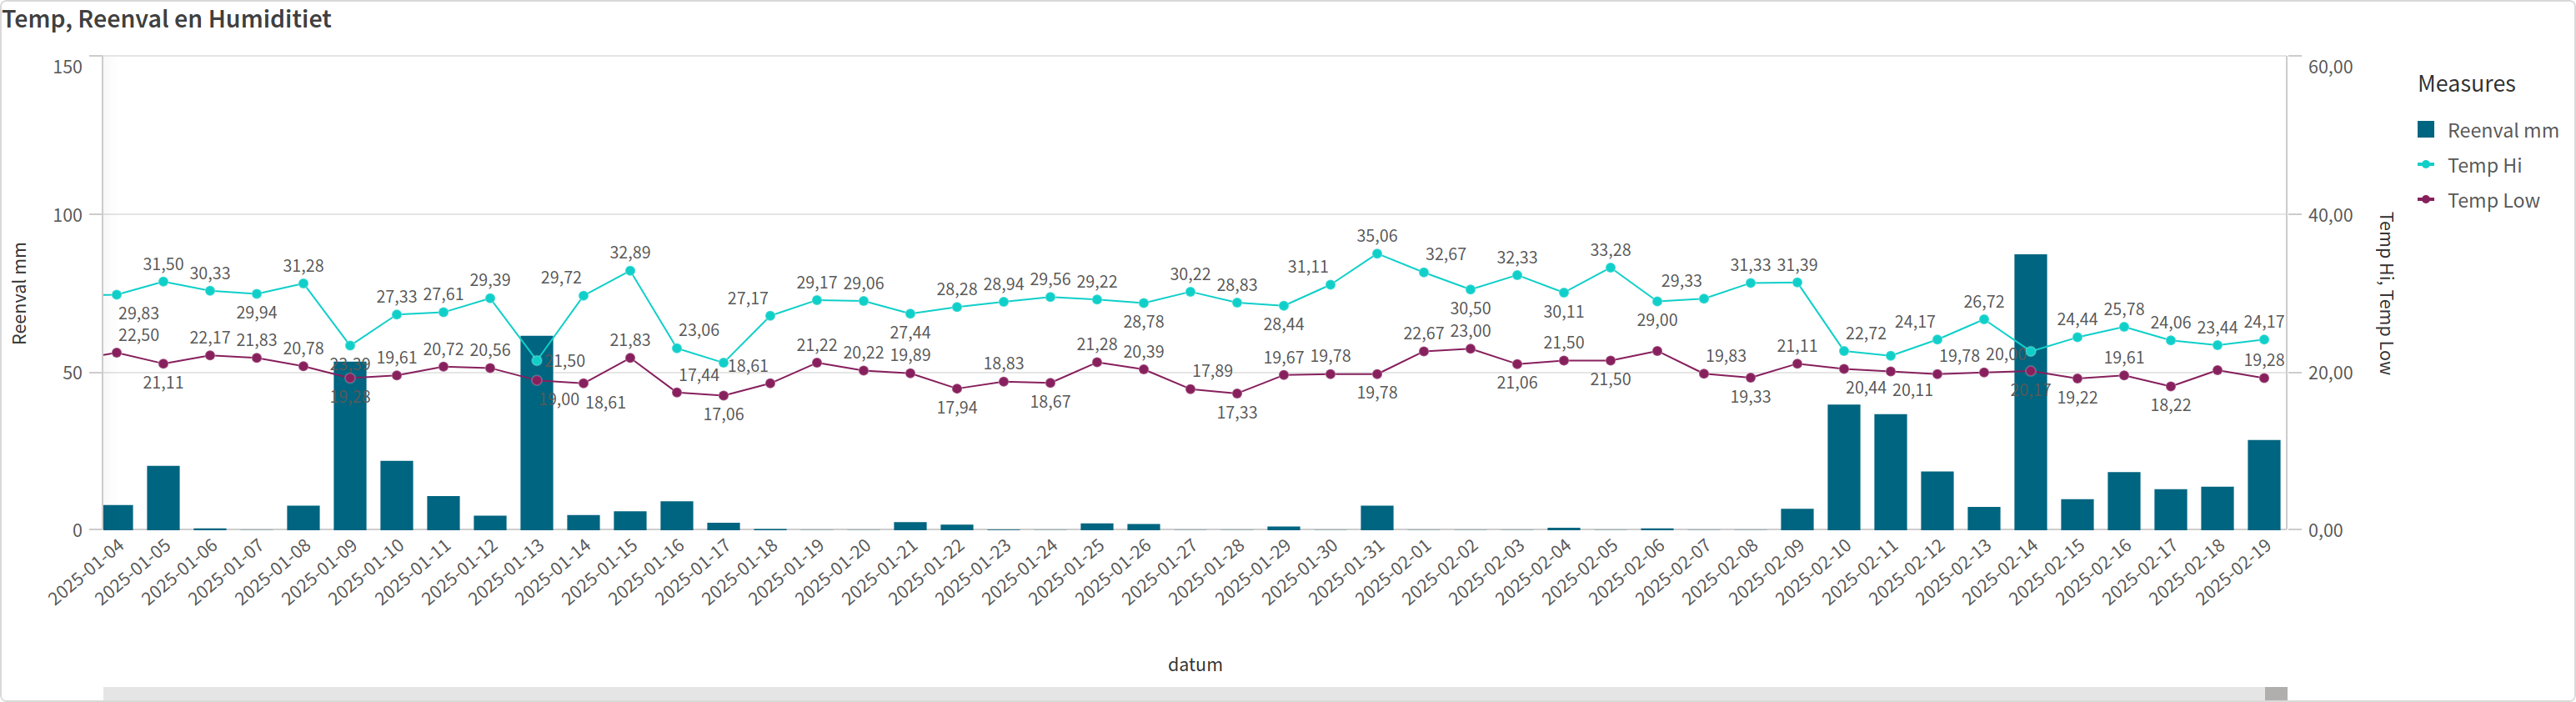 Temp, Reenval en Humiditiet
150
100
50
0
Reenval mm
60,00
40,00
20,00
0,00
Temp Hi, Temp Low
Measures
Reenval mm
Temp Hi
Temp Low
29,83 31,50 30,33 29,94 31,28 23,39 27,33 27,61 29,39 21,50 29,72 32,89 23,06 27,17 29,17 29,06 27,44 28,28 28,94 29,56 29,22 28,78 30,22 28,83 28,44 31,11 35,06 32,67 30,50 32,33 30,11 33,28 29,00 29,33 31,33 31,39 22,72 24,17 26,72 24,44 25,78 24,06 23,44 24,17
22,50 21,11 22,17 21,83 20,78 19,28 19,61 20,72 20,56 19,00 18,61 21,83 17,44 17,06 18,61 21,22 20,22 19,89 17,94 18,83 18,67 21,28 20,39 17,89 17,33 19,67 19,78 19,78 22,67 23,00 21,06 21,50 21,50 19,83 19,33 21,11 20,44 20,11 19,78 20,00 20,17 19,22 19,61 18,22 19,28
2025-01-04 2025-01-05 2025-01-06 2025-01-07 2025-01-08 2025-01-09 2025-01-10 2025-01-11 2025-01-12 2025-01-13 2025-01-14 2025-01-15 2025-01-16 2025-01-17 2025-01-18 2025-01-19 2025-01-20 2025-01-21 2025-01-22 2025-01-23 2025-01-24 2025-01-25 2025-01-26 2025-01-27 2025-01-28 2025-01-29 2025-01-30 2025-01-31 2025-02-01 2025-02-02 2025-02-03 2025-02-04 2025-02-05 2025-02-06 2025-02-07 2025-02-08 2025-02-09 2025-02-10 2025-02-11 2025-02-12 2025-02-13 2025-02-14 2025-02-15 2025-02-16 2025-02-17 2025-02-18 2025-02-19
datum